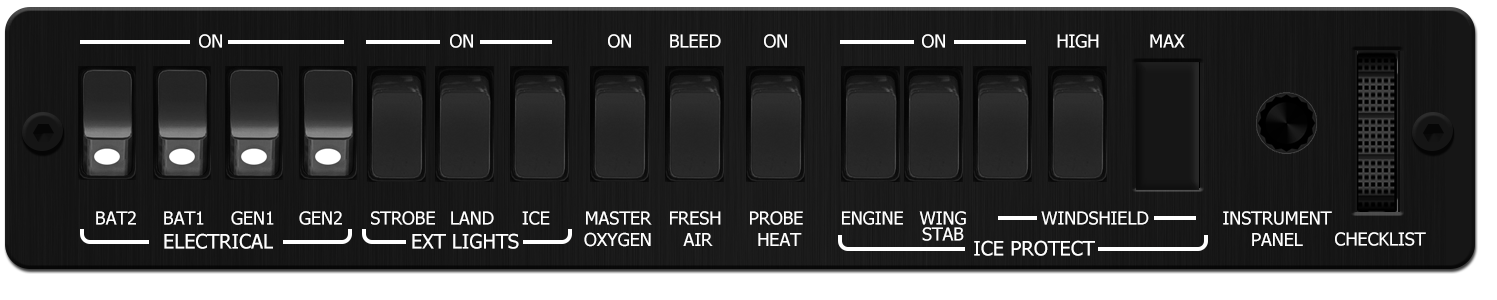 ON ON ON BLEED ON ON HIGH MAX
BAT2 BAT1 GEN1 GEN2 STROBE LAND ICE MASTER OXYGEN FRESH AIR PROBE HEAT ENGINE WING STAB WINDSHIELD INSTRUMENT PANEL CHECKLIST
ELECTRICAL EXT LIGHTS ICE PROTECT